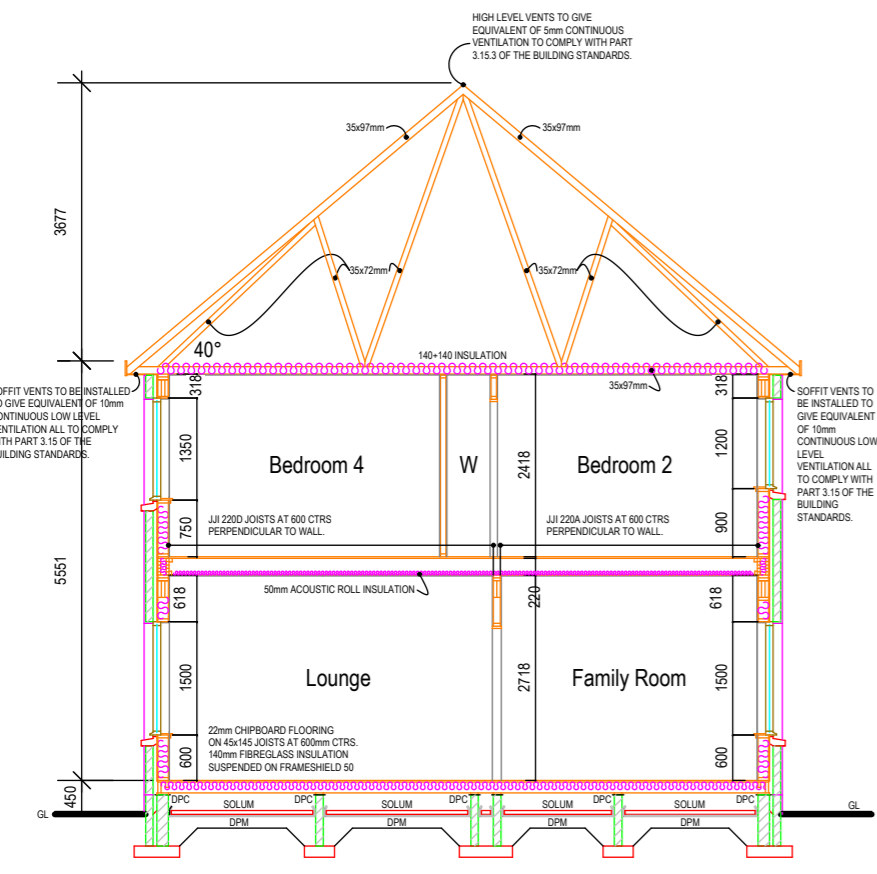 HIGH LEVEL VENTS TO GIVE
EQUIVALENT OF 5mm CONTINUOUS
VENTILATION TO COMPLY WITH PART
3.15.3 OF THE BUILDING STANDARDS.
35x97mm
35x97mm
3677
35x72mm
35x72mm
40°
140+140 INSULATION
35x97mm
318
318
OFFIT VENTS TO BE INSTALLED
O GIVE EQUIVALENT OF 10mm
ONTINUOUS LOW LEVEL
ENTILATION ALL TO COMPLY
ITH PART 3.15 OF THE
UILDING STANDARDS.
SOFFIT VENTS TO
BE INSTALLED TO
GIVE EQUIVALENT
OF 10mm
CONTINUOUS LOW
LEVEL
VENTILATION ALL
TO COMPLY WITH
PART 3.15 OF THE
BUILDING
STANDARDS.
1350
Bedroom 4
W
2418
Bedroom 2
1200
750
JJI 220D JOISTS AT 600 CTRS
PERPENDICULAR TO WALL.
JJI 220A JOISTS AT 600 CTRS
PERPENDICULAR TO WALL.
900
5551
50mm ACOUSTIC ROLL INSULATION
618
220
618
1500
Lounge
2718
Family Room
1500
22mm CHIPBOARD FLOORING
ON 45x145 JOISTS AT 600mm CTRS.
140mm FIBREGLASS INSULATION
SUSPENDED ON FRAMESHIELD 50
600
600
450
DPC
SOLUM
DPC
SOLUM
DPC
SOLUM
DPC
SOLUM
DPC
GL
GL
DPM
DPM
DPM
DPM